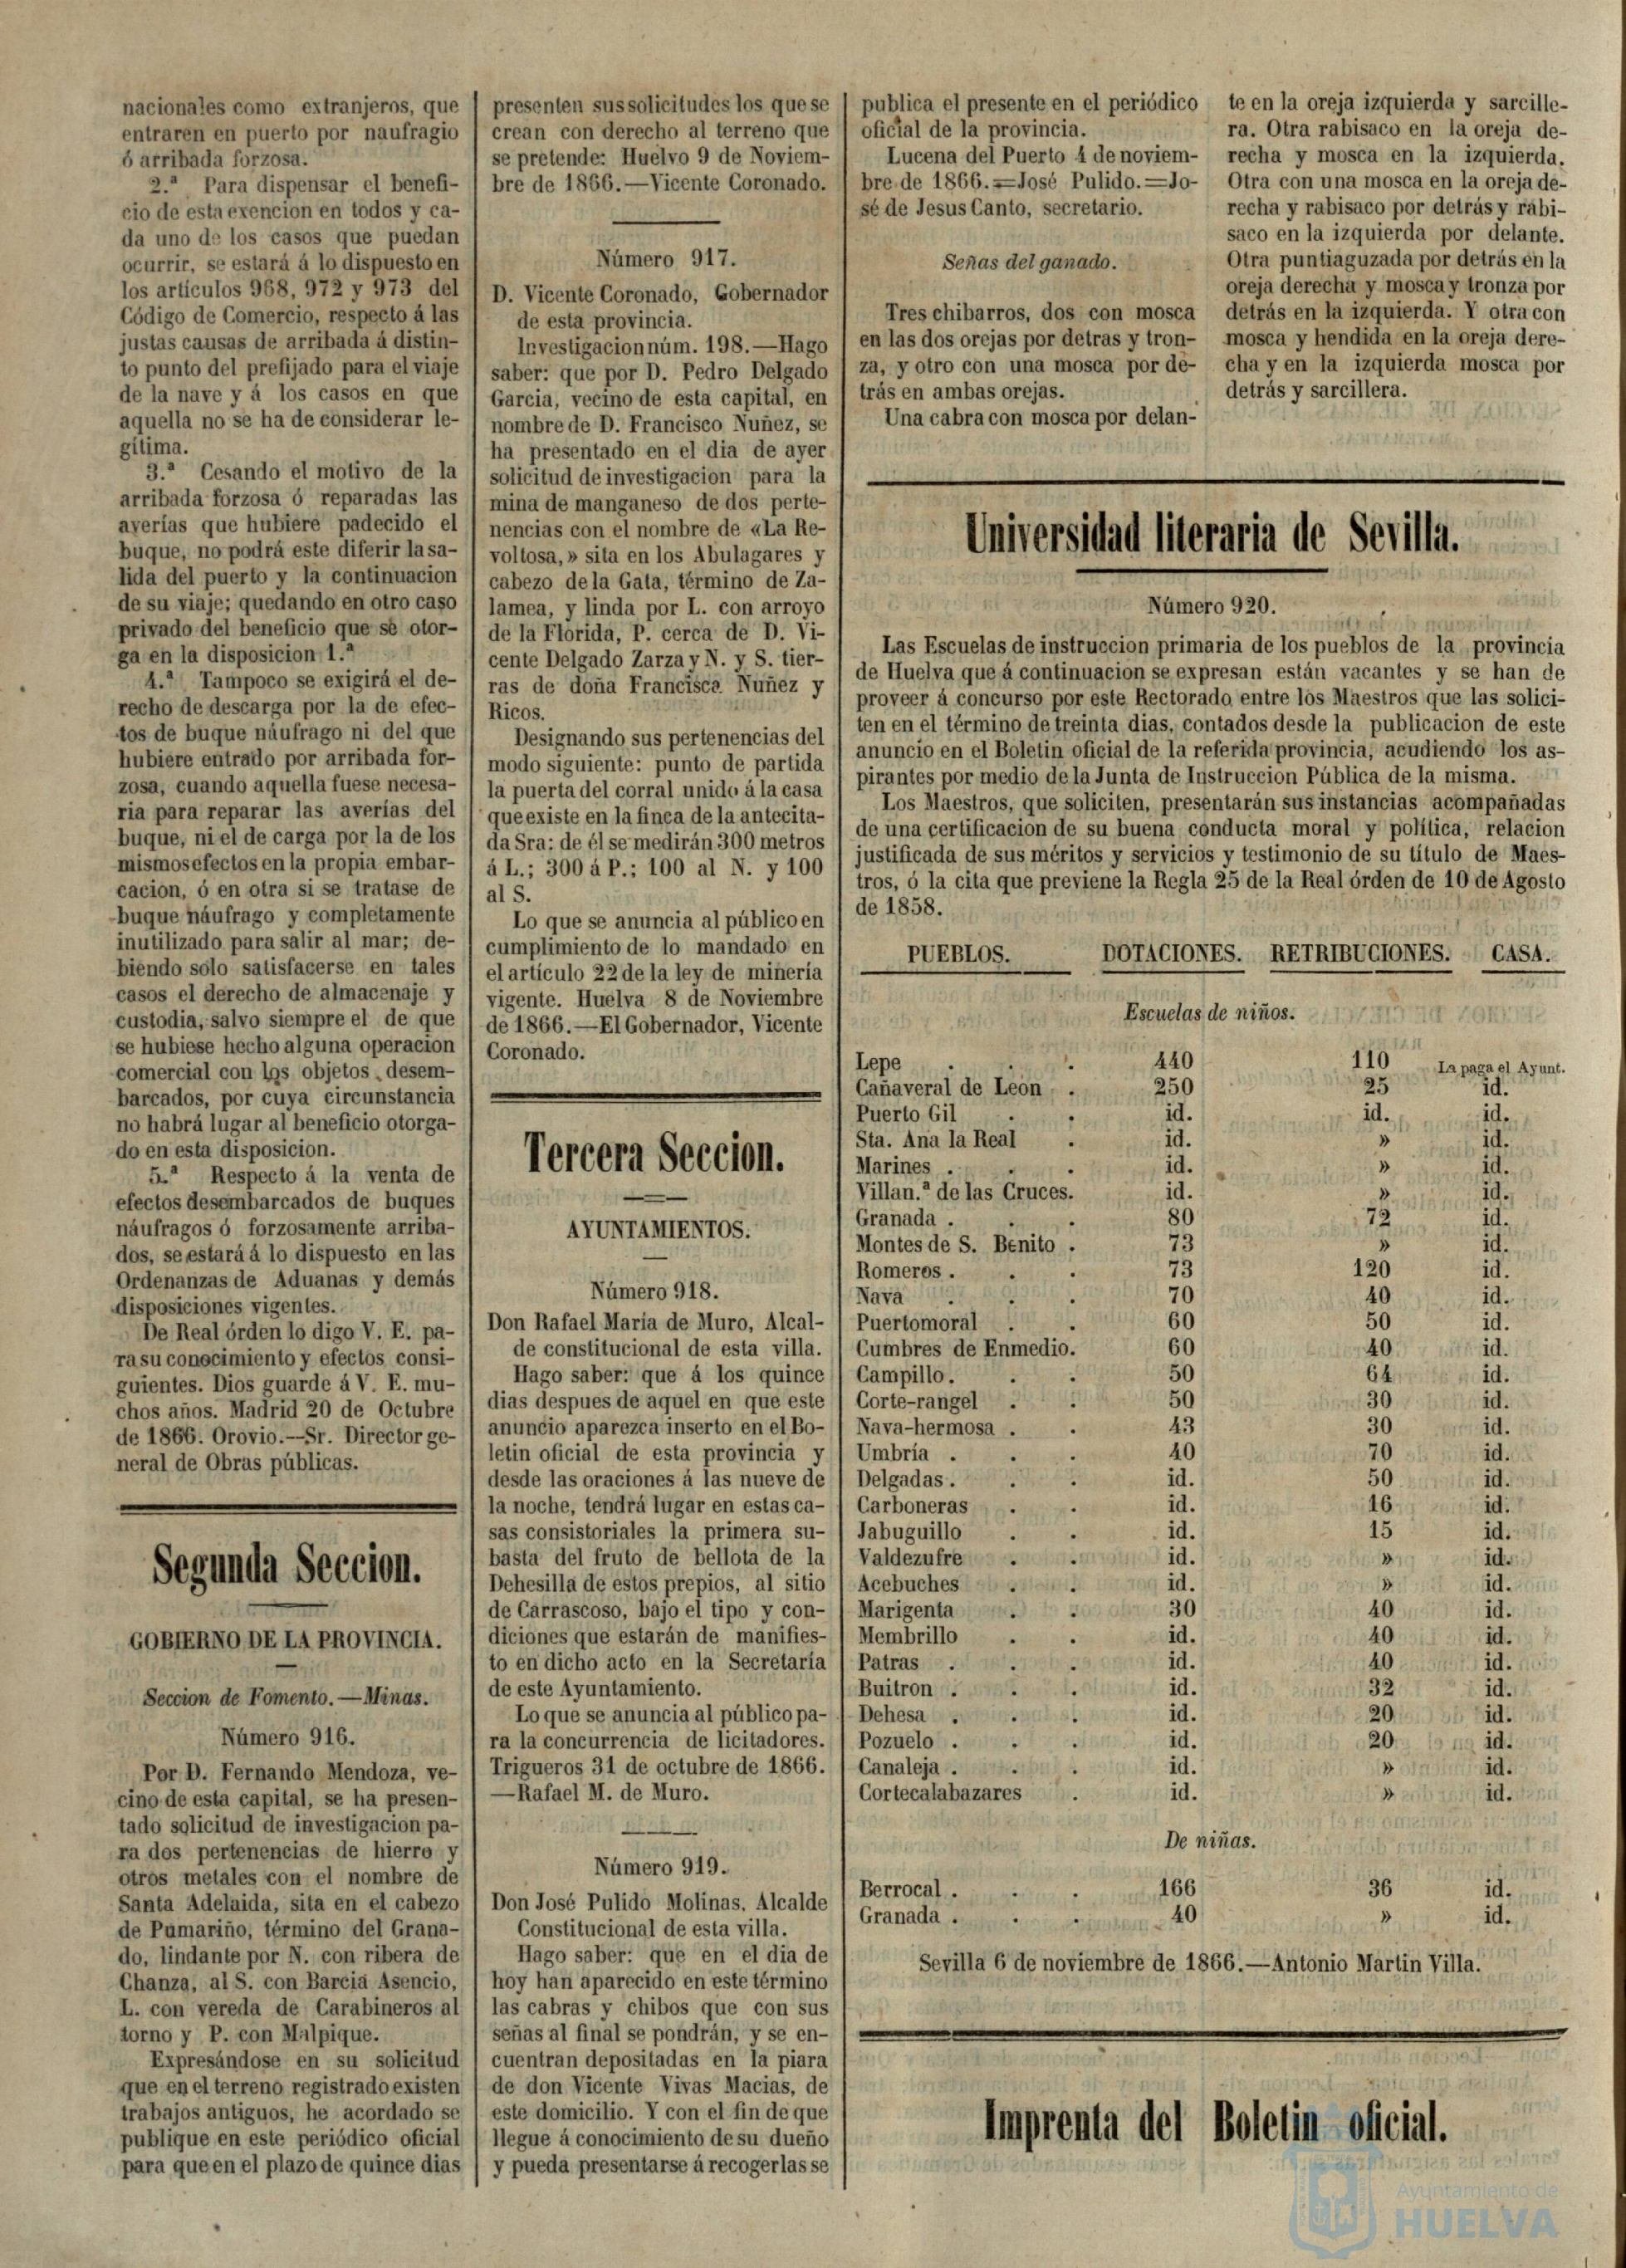 nacionales como extranjeros, que
entraren en puerto por naufragio
ó arribada forzosa.
2.ª Para dispensar el benefi-
cio de esta exencion en todos y ca-
da uno de los casos que puedan
ocurrir, se estará á lo dispuesto en
los artículos 968, 972 y 973 del
Código de Comercio, respecto á las
justas causas de arribada á distin-
to punto del prefijado para el viaje
de la nave y á los casos en que
aquella no se ha de considerar le-
gítima.
3.ª Cesando el motivo de la
arribada forzosa ó reparadas las
averías que hubiere padecido el
buque, no podrá este diferir la sa-
lida del puerto y la continuacion
de su viaje; quedando en otro caso
privado del beneficio que se otor-
ga en la disposicion 1.ª
4.ª Tampoco se exigirá el de-
recho de descarga por la de efec-
tos de buque náufrago ni del que
hubiere entrado por arribada for-
zosa, cuando aquella fuese necesa-
ria para reparar las averías del
buque, ni el de carga por la de los
mismos efectos en la propia embar-
cacion, ó en otra si se tratase de
buque náufrago y completamente
inutilizado para salir al mar; de-
biendo solo satisfacerse en tales
casos el derecho de almacenaje y
custodia, salvo siempre el de que
se hubiese hecho alguna operacion
comercial con los objetos desem-
barcados, por cuya circunstancia
no habrá lugar al beneficio otorga-
do en esta disposicion.
5.ª Respecto á la venta de
efectos desembarcados de buques
náufragos ó forzosamente arriba-
dos, se estará á lo dispuesto en las
Ordenanzas de Aduanas y demás
disposiciones vigentes.
De Real órden lo digo V. E. pa-
ra su conocimiento y efectos consi-
guientes. Dios guarde á V. E. mu-
chos años. Madrid 20 de Octubre
de 1866. Orovio.—Sr. Director ge-
neral de Obras públicas.
Segunda Seccion.
GOBIERNO DE LA PROVINCIA.
Seccion de Fomento.—Minas.
Número 916.
Por D. Fernando Mendoza, ve-
cino de esta capital, se ha presen-
tado solicitud de investigacion pa-
ra dos pertenencias de hierro y
otros metales con el nombre de
Santa Adelaida, sita en el cabezo
de Pamariño, término del Grana-
do, lindante por N. con ribera de
Chanza, al S. con Barcia Asencio,
L. con vereda de Carabineros al
torno y P. con Malpique.
Expresándose en su solicitud
que en el terreno registrado existen
trabajos antiguos, he acordado se
publique en este periódico oficial
para que en el plazo de quince dias
presenten sus solicitudes los que se
crean con derecho al terreno que
se pretende: Huelvo 9 de Noviem-
bre de 1866.—Vicente Coronado.
Número 917.
D. Vicente Coronado, Gobernador
de esta provincia.
Investigacion núm. 198.—Hago
saber: que por D. Pedro Delgado
Garcia, vecino de esta capital, en
nombre de D. Francisco Nuñez, se
ha presentado en el dia de ayer
solicitud de investigacion para la
mina de manganeso de dos perte-
nencias con el nombre de «La Re-
voltosa,» sita en los Abulagares y
cabezo de la Gata, término de Za-
lamea, y linda por L. con arroyo
de la Florida, P. cerca de D. Vi-
cente Delgado Zarza y N. y S. tier-
ras de doña Francisca Nuñez y
Ricos.
Designando sus pertenencias del
modo siguiente: punto de partida
la puerta del corral unido á la casa
que existe en la finca de la antecita-
da Sra: de él se medirán 300 metros
á L.; 300 á P.; 100 al N. y 100
al S.
Lo que se anuncia al público en
cumplimiento de lo mandado en
el artículo 22 de la ley de minería
vigente. Huelva 8 de Noviembre
de 1866.—El Gobernador, Vicente
Coronado.
Tercera Seccion.
AYUNTAMIENTOS.
Número 918.
Don Rafael María de Muro, Alcal-
de constitucional de esta villa.
Hago saber: que á los quince
dias despues de aquel en que este
anuncio aparezca inserto en el Bo-
letin oficial de esta provincia y
desde las oraciones á las nueve de
la noche, tendrá lugar en estas ca-
sas consistoriales la primera su-
basta del fruto de bellota de la
Dehesilla de estos prepios, al sitio
de Carrascoso, bajo el tipo y con-
diciones que estarán de manifies-
to en dicho acto en la Secretaría
de este Ayuntamiento.
Lo que se anuncia al público pa-
ra la concurrencia de licitadores.
Trigueros 31 de octubre de 1866.
—Rafael M. de Muro.
Número 919.
Don José Pulido Molinas, Alcalde
Constitucional de esta villa.
Hago saber: que en el dia de
hoy han aparecido en este término
las cabras y chibos que con sus
señas al final se pondrán, y se en-
cuentran depositadas en la piara
de don Vicente Vivas Macias, de
este domicilio. Y con el fin de que
llegue á conocimiento de su dueño
y pueda presentarse á recogerlas se
publica el presente en el periódico
oficial de la provincia.
Lucena del Puerto 4 de noviem-
bre de 1866.=José Pulido.=Jo-
sé de Jesus Canto, secretario.
Señas del ganado.
Tres chibarros, dos con mosca
en las dos orejas por detras y tron-
za, y otro con una mosca por de-
trás en ambas orejas.
Una cabra con mosca por delan-
te en la oreja izquierda y sarcille-
ra. Otra rabisaco en la oreja de-
recha y mosca en la izquierda.
Otra con una mosca en la oreja de-
recha y rabisaco por detrás y rabi-
saco en la izquierda por delante.
Otra puntiaguzada por detrás en la
oreja derecha y mosca y tronza por
detrás en la izquierda. Y otra con
mosca y hendida en la oreja dere-
cha y en la izquierda mosca por
detrás y sarcillera.
Universidad literaria de Sevilla.
Número 920.
Las Escuelas de instruccion primaria de los pueblos de la provincia
de Huelva que á continuacion se expresan están vacantes y se han de
proveer á concurso por este Rectorado entre los Maestros que las solici-
ten en el término de treinta dias, contados desde la publicacion de este
anuncio en el Boletin oficial de la referida provincia, acudiendo los as-
pirantes por medio de la Junta de Instruccion Pública de la misma.
Los Maestros, que soliciten, presentarán sus instancias acompañadas
de una certificacion de su buena conducta moral y política, relacion
justificada de sus méritos y servicios y testimonio de su título de Maes-
tros, ó la cita que previene la Regla 25 de la Real órden de 10 de Agosto
de 1858.
PUEBLOS. DOTACIONES. RETRIBUCIONES. CASA.
Escuelas de niños.
Lepe . . 440 110 La paga el Ayunt.
Cañaveral de Leon . 250 25 id.
Puerto Gil . . id. id. id.
Sta. Ana la Real . id. » id.
Marines . . . id. » id.
Villan.ª de las Cruces. id. » id.
Granada . . . 80 72 id.
Montes de S. Benito . 73 » id.
Romeros . . . 73 120 id.
Nava . . . 70 40 id.
Puertomoral . . 60 50 id.
Cumbres de Enmedio. 60 40 id.
Campillo . . . 50 64 id.
Corte-rangel . . 50 30 id.
Nava-hermosa . . 43 30 id.
Umbría . . . 40 70 id.
Delgadas . . . id. 50 id.
Carboneras . . id. 16 id.
Jabuguillo . . id. 15 id.
Valdezufre . . id. » id.
Acebuches . . id. » id.
Marigenta . . 30 40 id.
Membrillo . . id. 40 id.
Patras . . . id. 40 id.
Buitron . . . id. 32 id.
Dehesa . . . id. 20 id.
Pozuelo . . . id. 20 id.
Canaleja . . . id. » id.
Cortecalabazares . id. » id.
De niñas.
Berrocal . . . 166 36 id.
Granada . . . 40 » id.
Sevilla 6 de noviembre de 1866.—Antonio Martin Villa.
Imprenta del Boletin oficial.
Ayuntamiento de
HUELVA